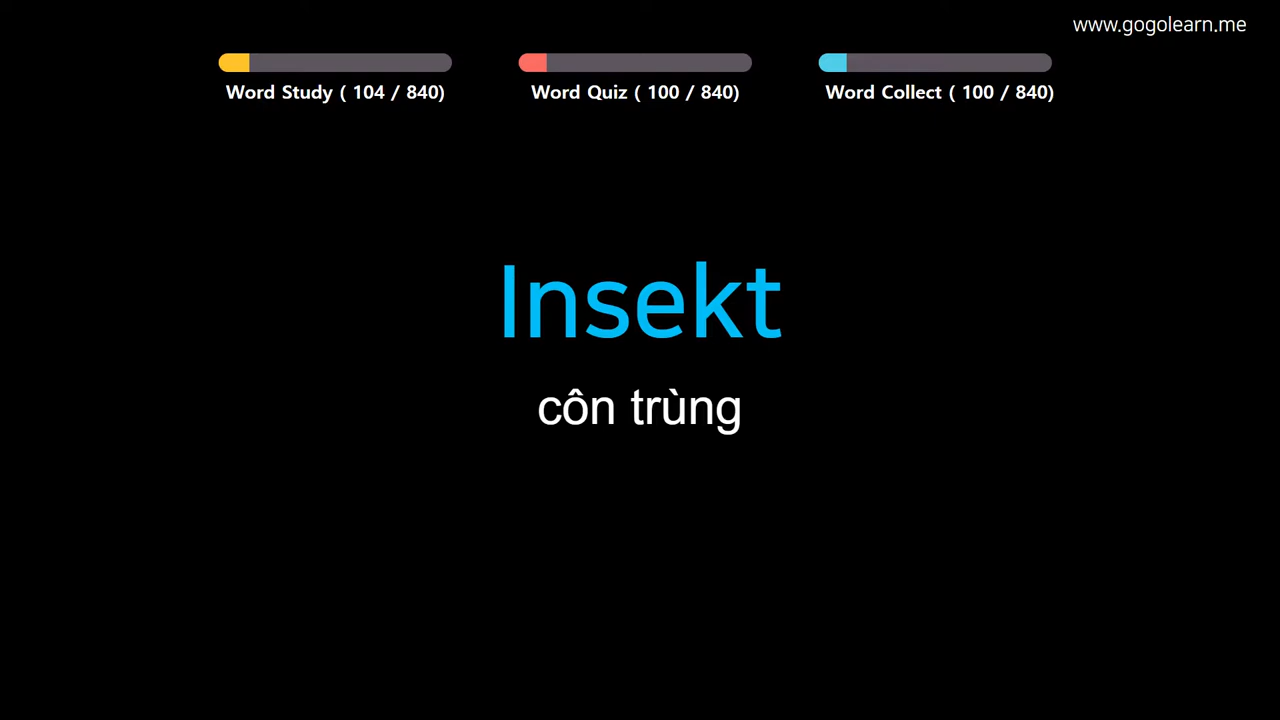 www.gogolearn.me
Word Study ( 104 / 840)
Word Quiz ( 100 / 840)
Word Collect ( 100 / 840)
Insekt
côn trùng